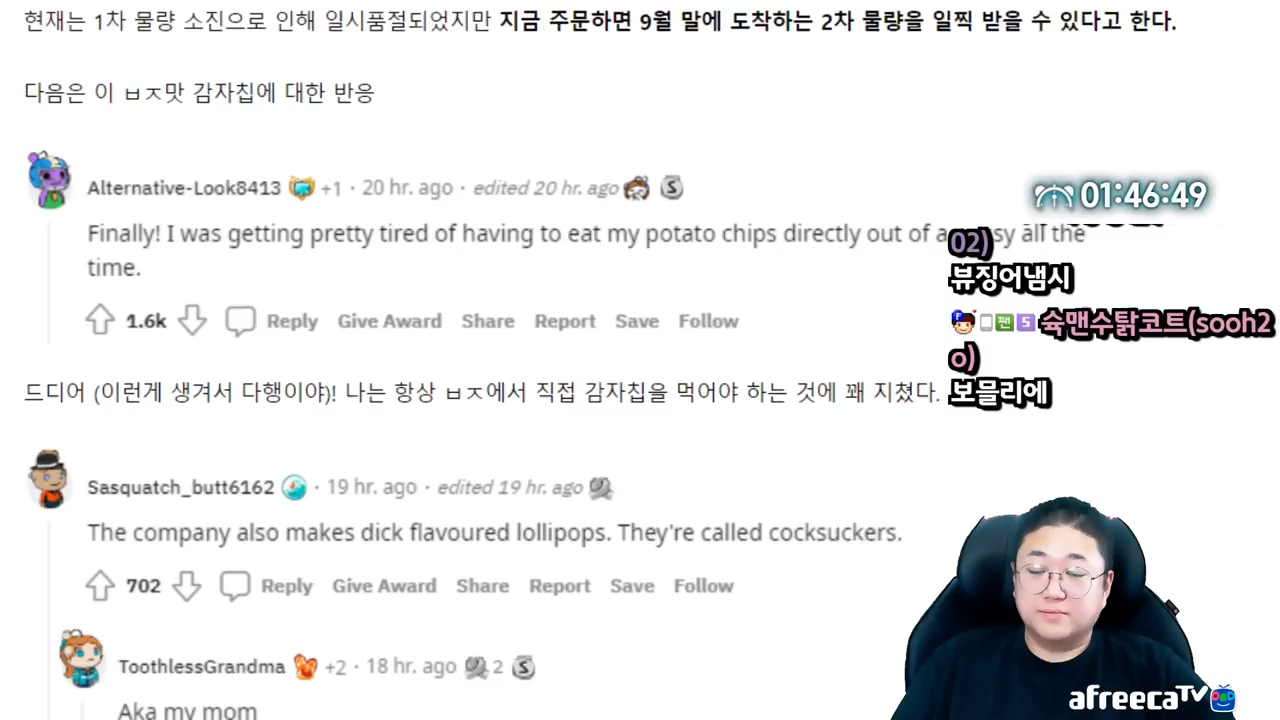 현재는 1차 물량 소진으로 인해 일시품절되었지만 지금 주문하면 9월 말에 도착하는 2차 물량을 일찍 받을 수 있다고 한다.
다음은 이 ㅂㅈ맛 감자칩에 대한 반응
Alternative-Look8413 +1 · 20 hr. ago · edited 20 hr. ago
Finally! I was getting pretty tired of having to eat my potato chips directly out of a all the
time.
1.6k Reply Give Award Share Report Save Follow
드디어 (이런게 생겨서 다행이야)! 나는 항상 ㅂㅈ에서 직접 감자칩을 먹어야 하는 것에 꽤 지쳤다.
Sasquatch_butt6162 · 19 hr. ago · edited 19 hr. ago
The company also makes dick flavoured lollipops. They're called cocksuckers.
702 Reply Give Award Share Report Save Follow
ToothlessGrandma +2 · 18 hr. ago 2
Aka my mom
01:46:49
02)
뷰징어냄시
슉맨수탉코트(sooh2
o)
보믈리에
afreecaTV